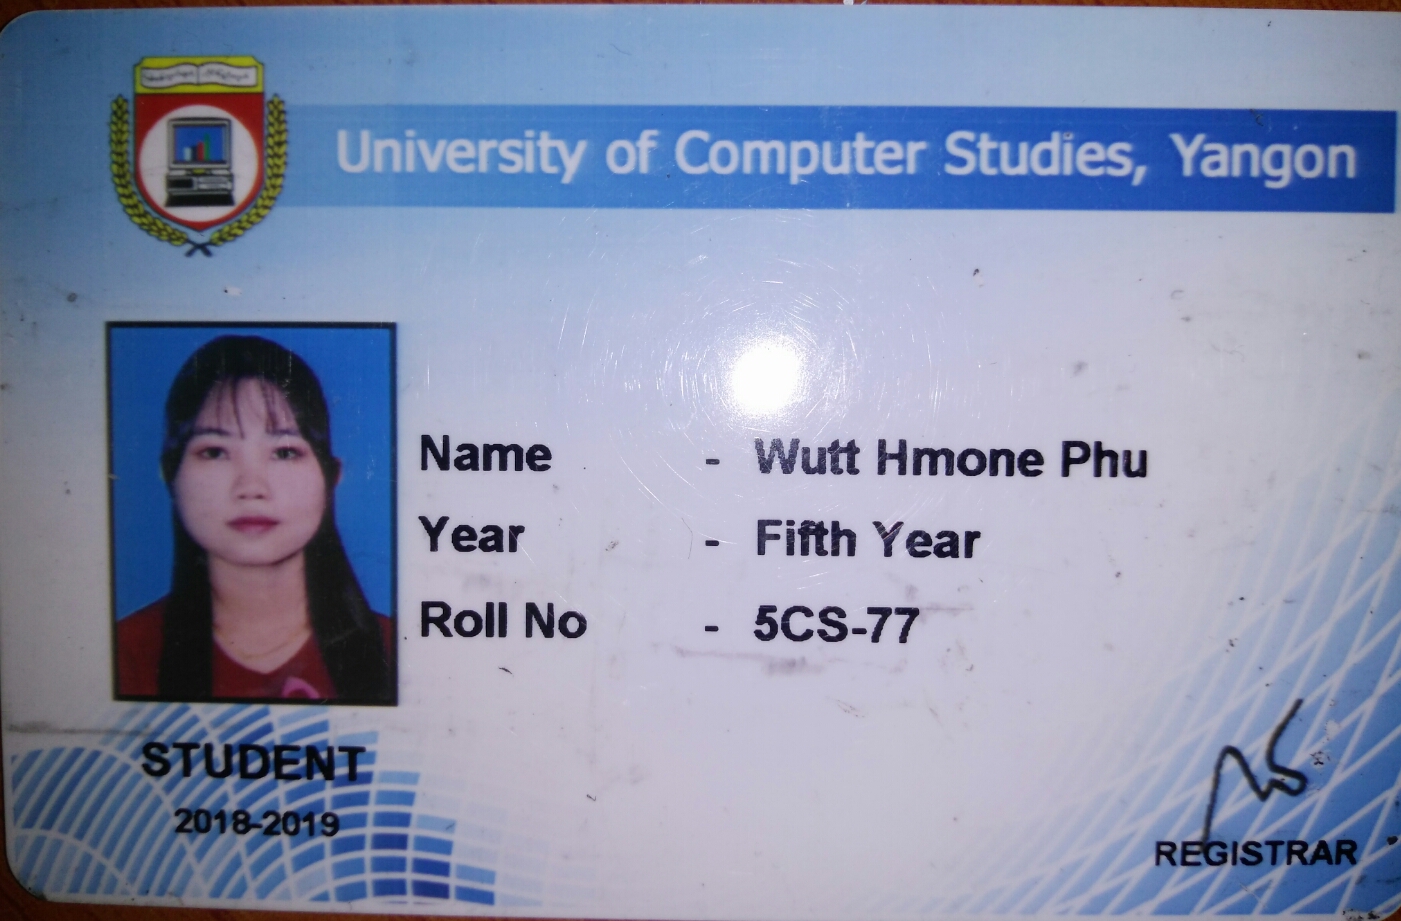 University of Computer Studies, Yangon
Name - Wutt Hmone Phu
Year - Fifth Year
Roll No - 5CS-77
STUDENT
2018-2019
REGISTRAR